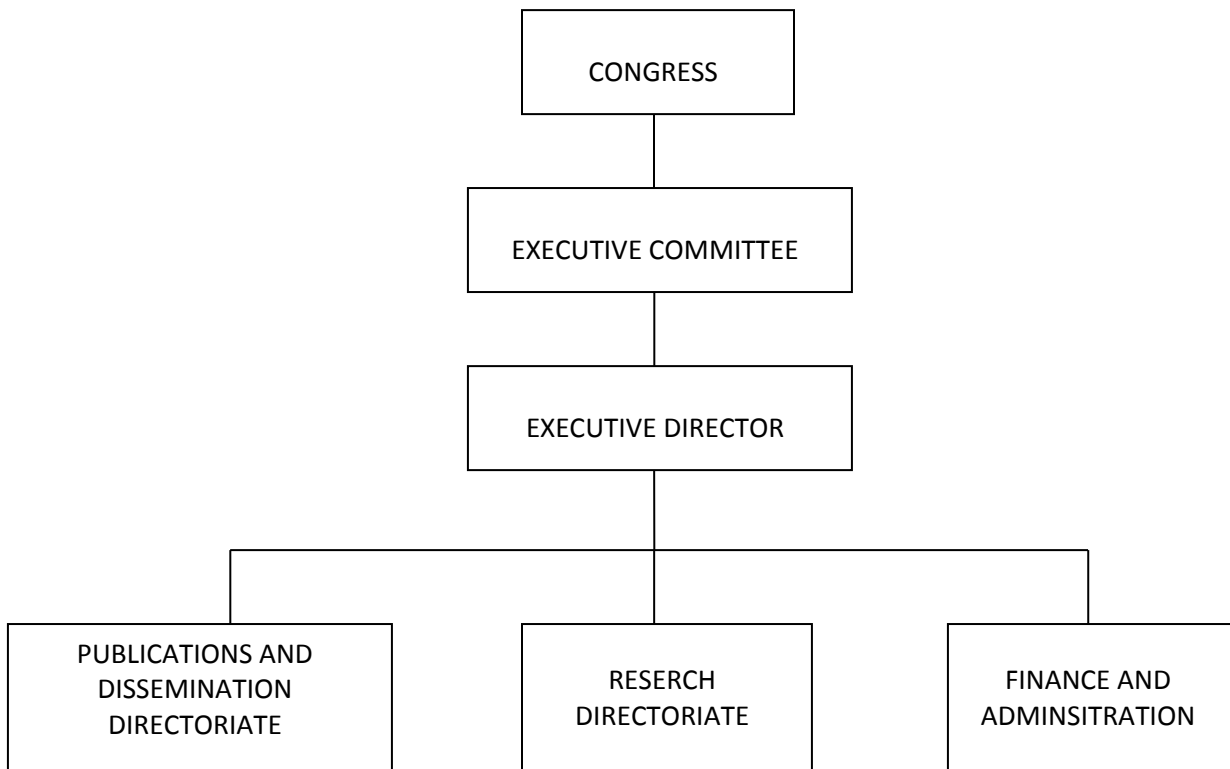 CONGRESS
EXECUTIVE COMMITTEE
EXECUTIVE DIRECTOR
PUBLICATIONS AND
DISSEMINATION
DIRECTORIATE
RESERCH
DIRECTORIATE
FINANCE AND
ADMINSITRATION